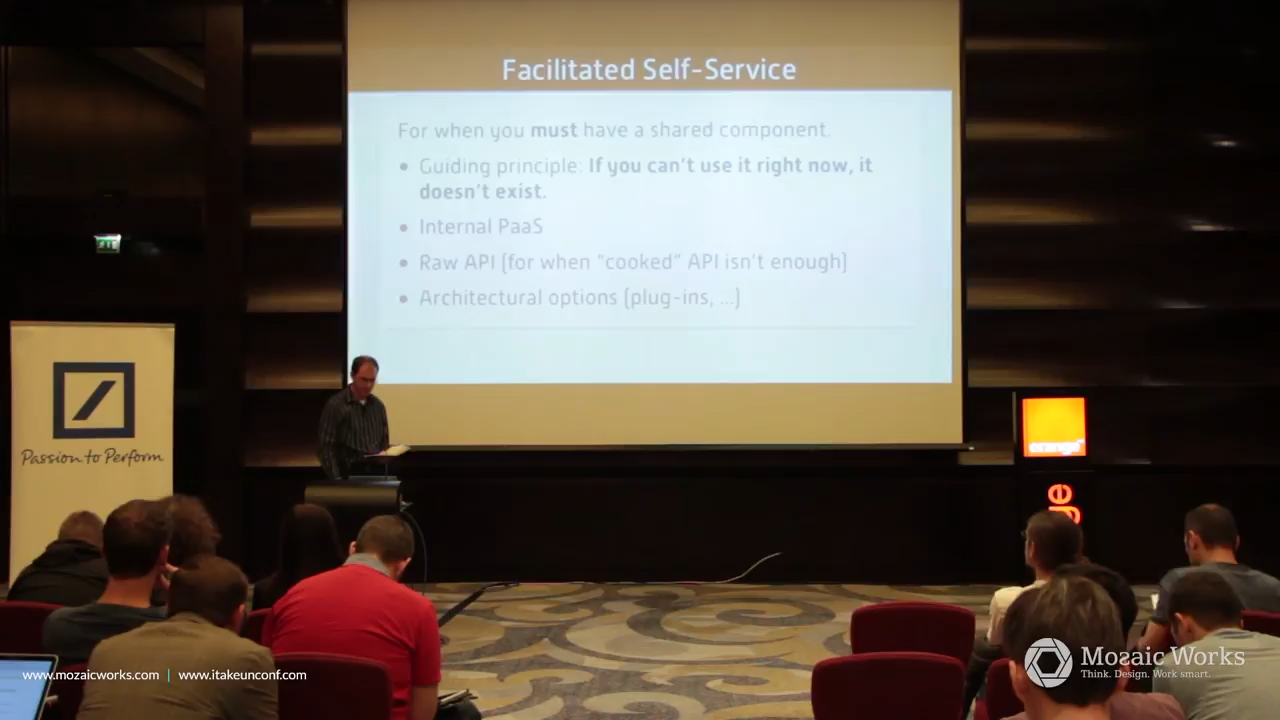 Facilitated Self-Service
For when you must have a shared component.
• Guiding principle: If you can't use it right now, it
doesn't exist.
• Internal PaaS
• Raw API (for when "cooked" API isn't enough)
• Architectural options (plug-ins, ...)
Passion to Perform
orange™
ge
www.mozaicworks.com | www.itakeunconf.com
Mozaic Works
Think. Design. Work smart.